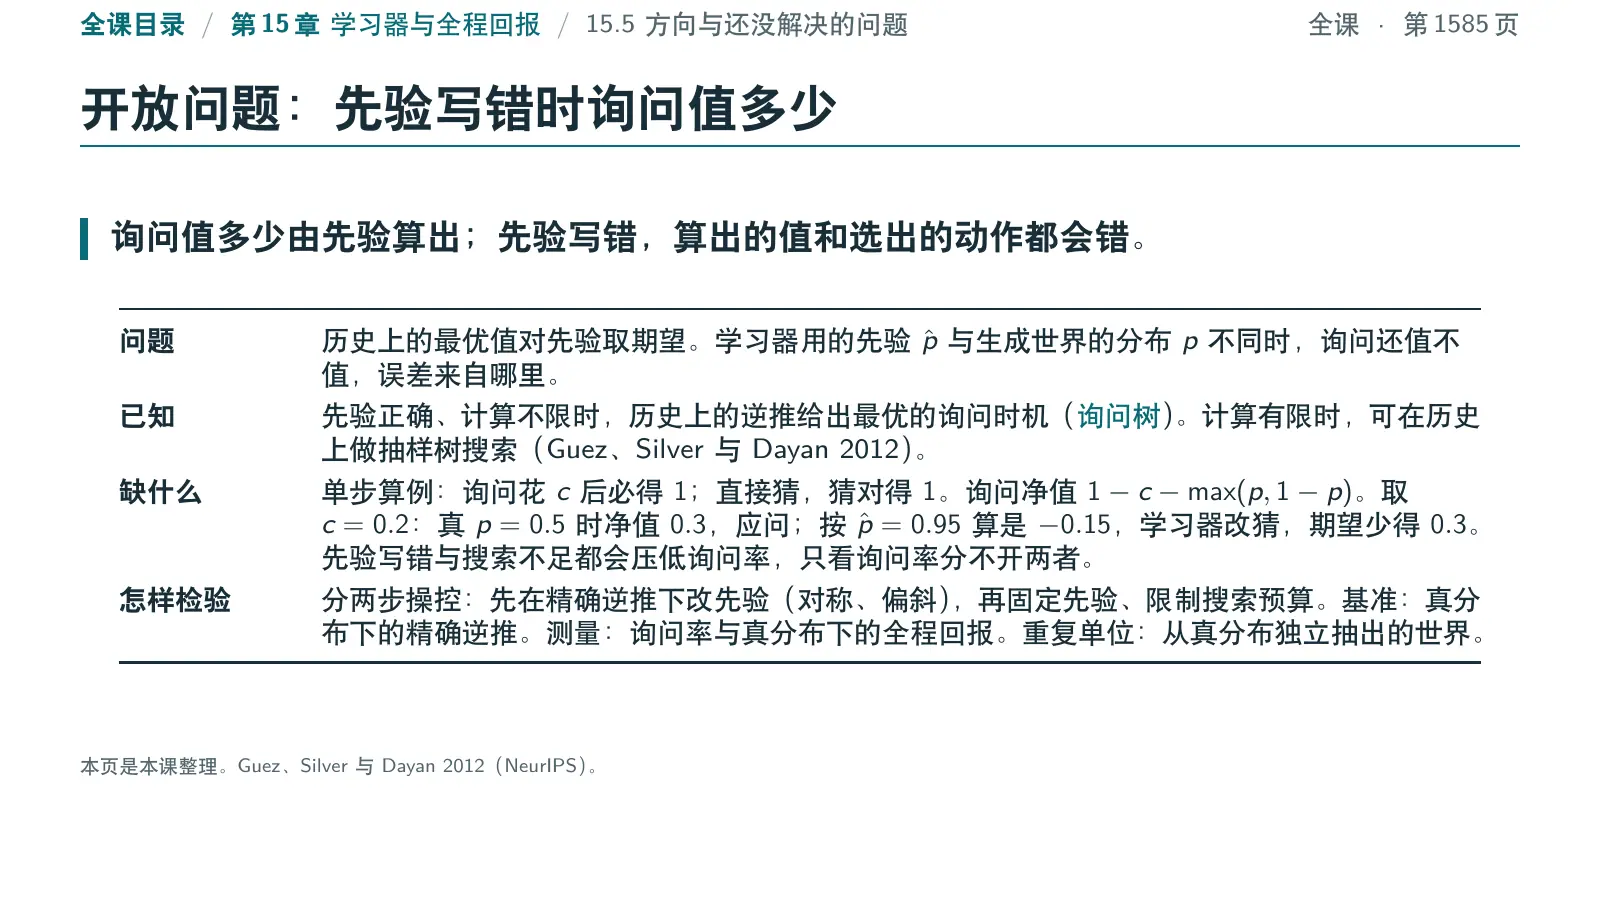 全课目录 / 第 15 章 学习器与全程回报 / 15.5 方向与还没解决的问题
全课 · 第 1585 页
开放问题：先验写错时询问值多少
询问值多少由先验算出；先验写错，算出的值和选出的动作都会错。
问题 历史上的最优值对先验取期望。学习器用的先验 p̂ 与生成世界的分布 p 不同时，询问还值不
值，误差来自哪里。
已知 先验正确、计算不限时，历史上的逆推给出最优的询问时机（询问树）。计算有限时，可在历史
上做抽样树搜索（Guez、Silver 与 Dayan 2012）。
缺什么 单步算例：询问花 c 后必得 1；直接猜，猜对得 1。询问净值 1 − c − max(p, 1 − p)。取
c = 0.2：真 p = 0.5 时净值 0.3，应问；按 p̂ = 0.95 算是 −0.15，学习器改猜，期望少得 0.3。
先验写错与搜索不足都会压低询问率，只看询问率分不开两者。
怎样检验 分两步操控：先在精确逆推下改先验（对称、偏斜），再固定先验、限制搜索预算。基准：真分
布下的精确逆推。测量：询问率与真分布下的全程回报。重复单位：从真分布独立抽出的世界。
本页是本课整理。Guez、Silver 与 Dayan 2012（NeurIPS）。